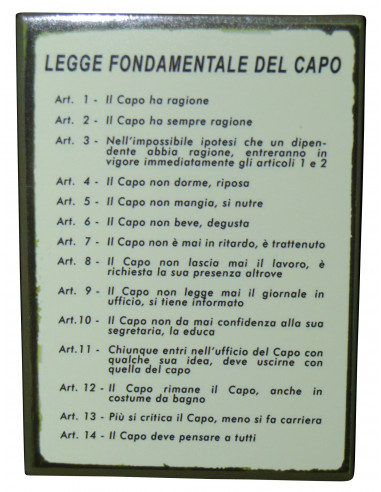 LEGGE FONDAMENTALE DEL CAPO
Art. 1 - Il Capo ha ragione
Art. 2 - Il Capo ha sempre ragione
Art. 3 - Nell'impossibile ipotesi che un dipen-
dente abbia ragione, entreranno in
vigore immediatamente gli articoli 1 e 2
Art. 4 - Il Capo non dorme, riposa
Art. 5 - Il Capo non mangia, si nutre
Art. 6 - Il Capo non beve, degusta
Art. 7 - Il Capo non è mai in ritardo, è trattenuto
Art. 8 - Il Capo non lascia mai il lavoro, è
richiesta la sua presenza altrove
Art. 9 - Il Capo non legge mai il giornale in
ufficio, si tiene informato
Art.10 - Il Capo non da mai confidenza alla sua
segretaria, la educa
Art.11 - Chiunque entri nell'ufficio del Capo con
qualche sua idea, deve uscirne con
quella del capo
Art. 12 - Il Capo rimane il Capo, anche in
costume da bagno
Art. 13 - Più si critica il Capo, meno si fa carriera
Art. 14 - Il Capo deve pensare a tutti